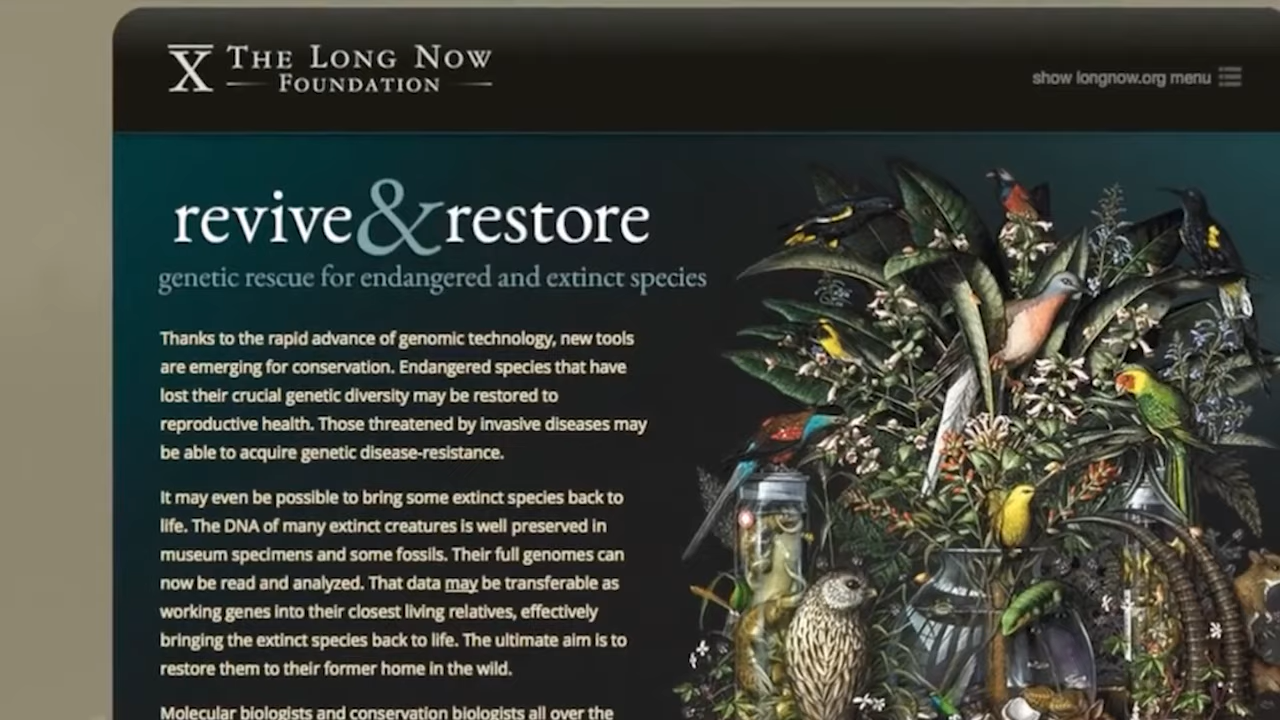 X THE LONG NOW
FOUNDATION
show longnow.org menu
revive & restore
genetic rescue for endangered and extinct species
Thanks to the rapid advance of genomic technology, new tools
are emerging for conservation. Endangered species that have
lost their crucial genetic diversity may be restored to
reproductive health. Those threatened by invasive diseases may
be able to acquire genetic disease-resistance.
It may even be possible to bring some extinct species back to
life. The DNA of many extinct creatures is well preserved in
museum specimens and some fossils. Their full genomes can
now be read and analyzed. That data may be transferable as
working genes into their closest living relatives, effectively
bringing the extinct species back to life. The ultimate aim is to
restore them to their former home in the wild.
Molecular biologists and conservation biologists all over the